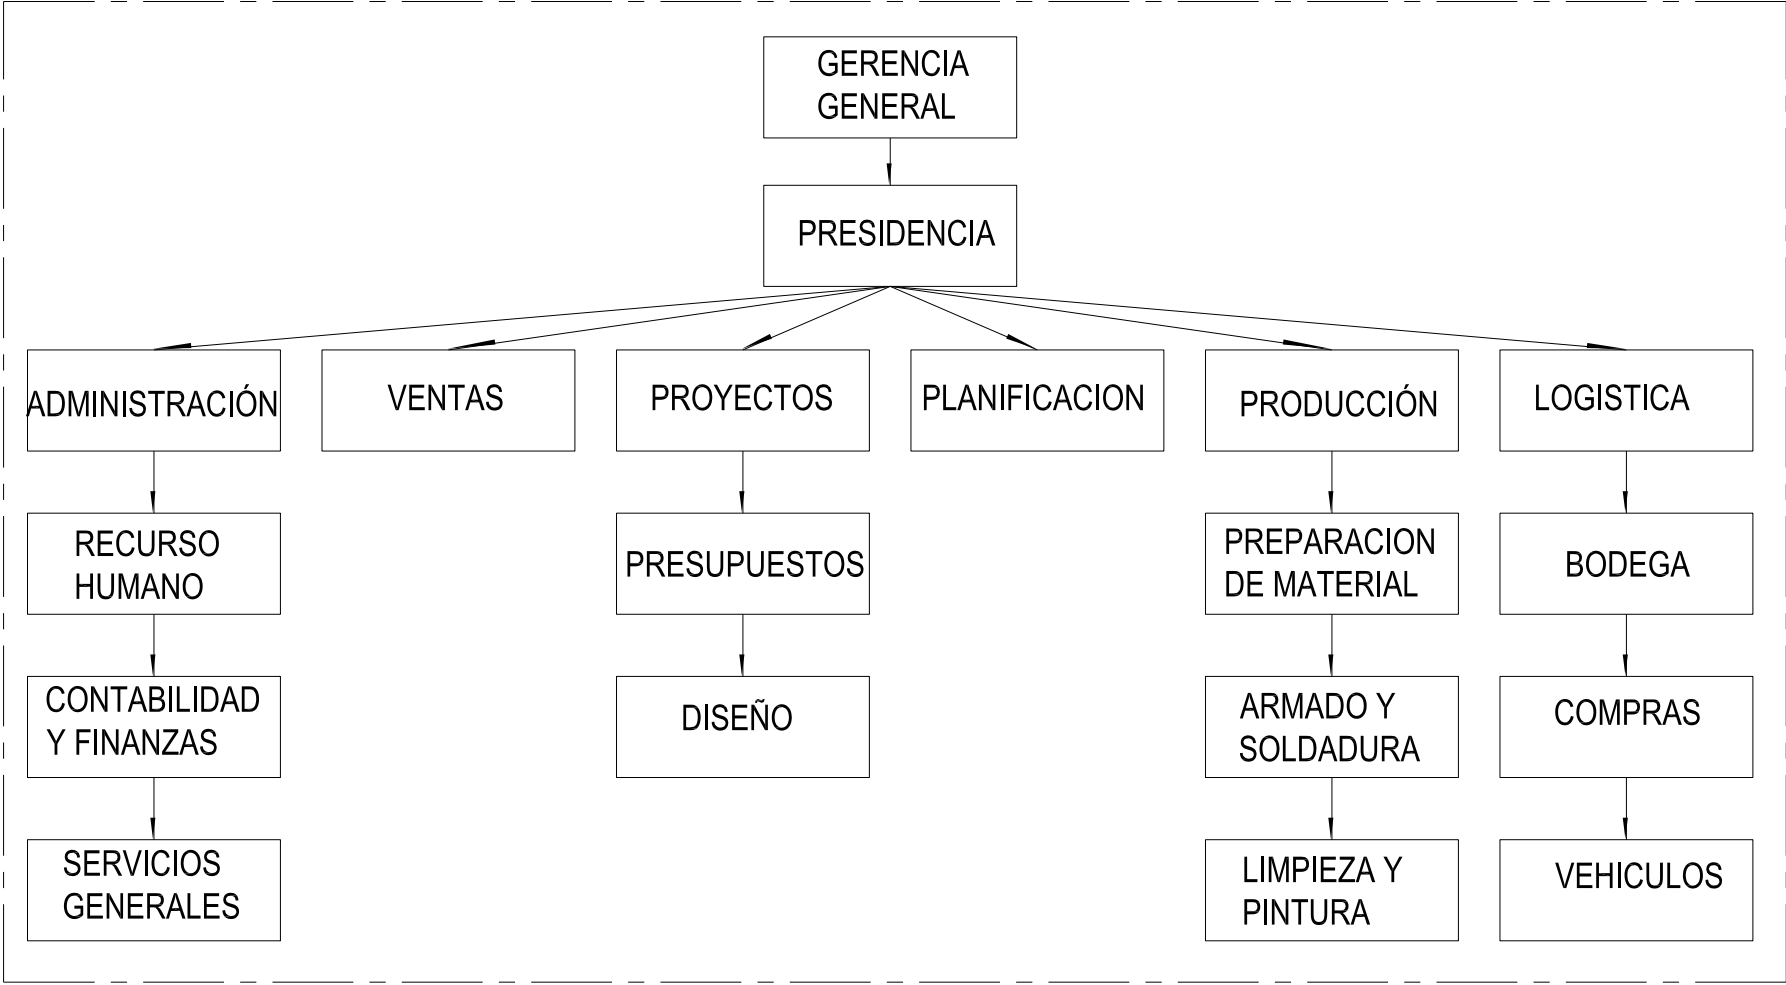 GERENCIA
GENERAL
PRESIDENCIA
ADMINISTRACIÓN
VENTAS
PROYECTOS
PLANIFICACION
PRODUCCIÓN
LOGISTICA
RECURSO
HUMANO
PRESUPUESTOS
PREPARACION
DE MATERIAL
BODEGA
CONTABILIDAD
Y FINANZAS
DISEÑO
ARMADO Y
SOLDADURA
COMPRAS
SERVICIOS
GENERALES
LIMPIEZA Y
PINTURA
VEHICULOS